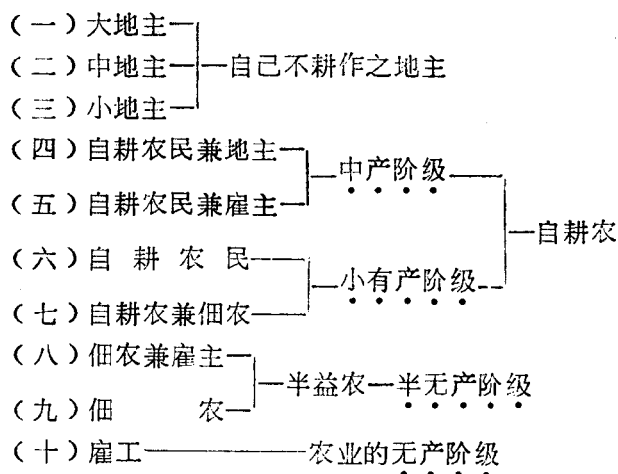 （一）大地主
（二）中地主
自己不耕作之地主
（三）小地主
（四）自耕农民兼地主
中产阶级
（五）自耕农民兼雇主
自耕农
（六）自耕农民
小有产阶级
（七）自耕农兼佃农
（八）佃农兼雇主
半益农
半无产阶级
（九）佃农
（十）雇工
农业的无产阶级